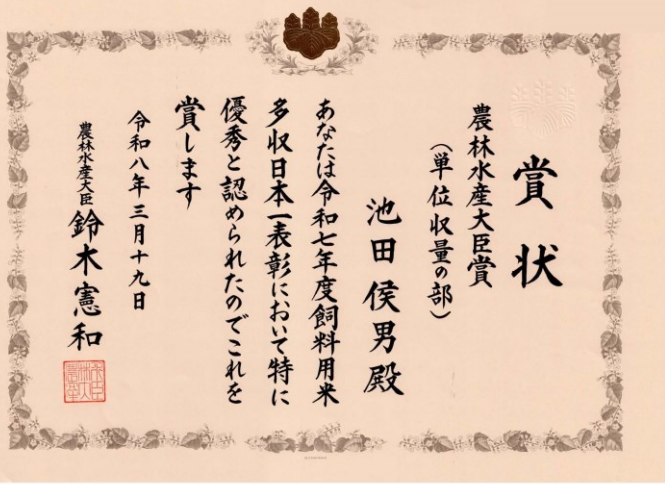 賞状
農林水産大臣賞
(単位収量の部)
池田侯男殿
あなたは令和七年度飼料用米
多収日本一表彰において特に
優秀と認められたのでこれを
賞します
令和八年三月十九日
農林水産大臣 鈴木憲和